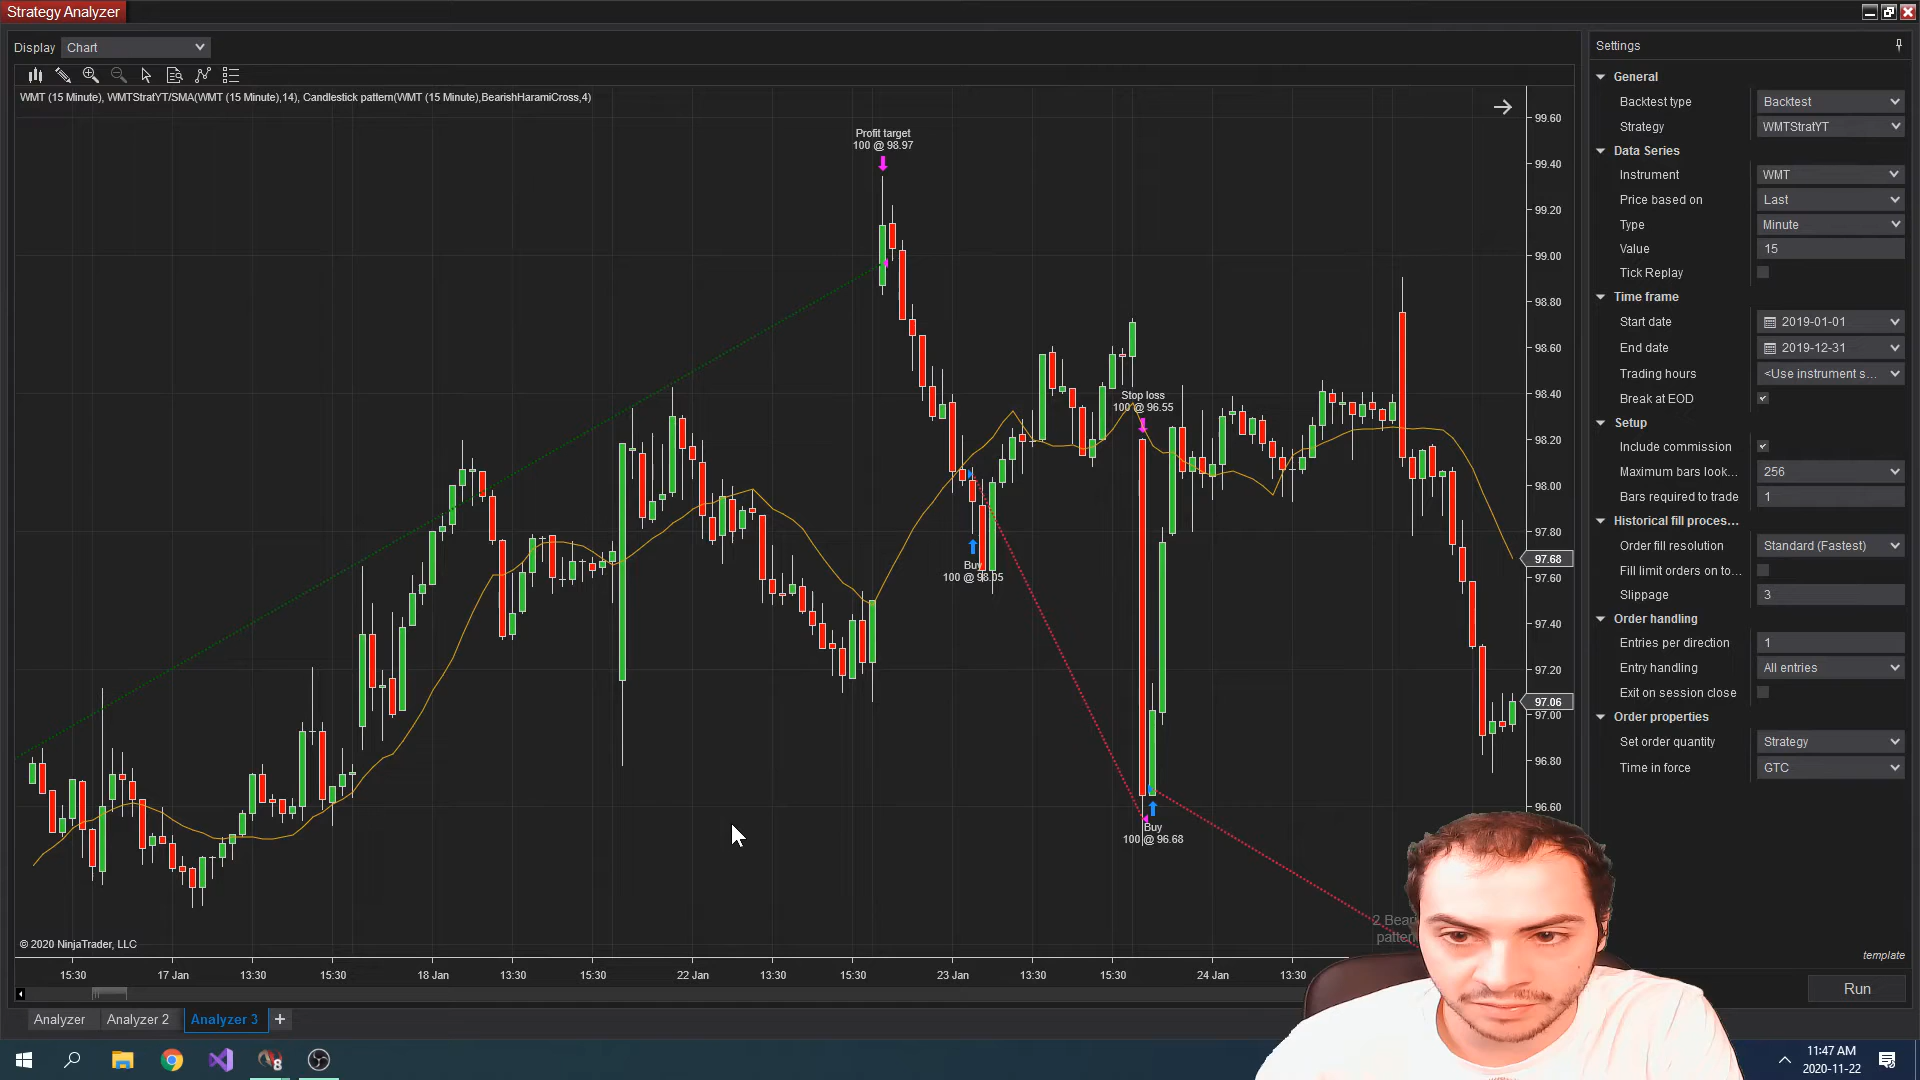 Strategy Analyzer
Display Chart
WMT (15 Minute), WMTStratYT/SMA(WMT (15 Minute),14), Candlestick pattern(WMT (15 Minute),BearishHaramiCross,4)
Profit target
100 @ 98.97
Stop loss
100 @ 96.55
Buy
100 @ 98.05
Buy
100 @ 96.68
2 Bear
pattern
99.60
99.40
99.20
99.00
98.80
98.60
98.40
98.20
98.00
97.80
97.68
97.60
97.40
97.20
97.06
97.00
96.80
96.60
© 2020 NinjaTrader, LLC
15:30 17 Jan 13:30 15:30 18 Jan 13:30 15:30 22 Jan 13:30 15:30 23 Jan 13:30 15:30 24 Jan 13:30
Analyzer Analyzer 2 Analyzer 3 +
Settings
General
Backtest type Backtest
Strategy WMTStratYT
Data Series
Instrument WMT
Price based on Last
Type Minute
Value 15
Tick Replay
Time frame
Start date 2019-01-01
End date 2019-12-31
Trading hours <Use instrument s...
Break at EOD
Setup
Include commission
Maximum bars look... 256
Bars required to trade 1
Historical fill proces...
Order fill resolution Standard (Fastest)
Fill limit orders on to...
Slippage 3
Order handling
Entries per direction 1
Entry handling All entries
Exit on session close
Order properties
Set order quantity Strategy
Time in force GTC
template
Run
8
11:47 AM
2020-11-22